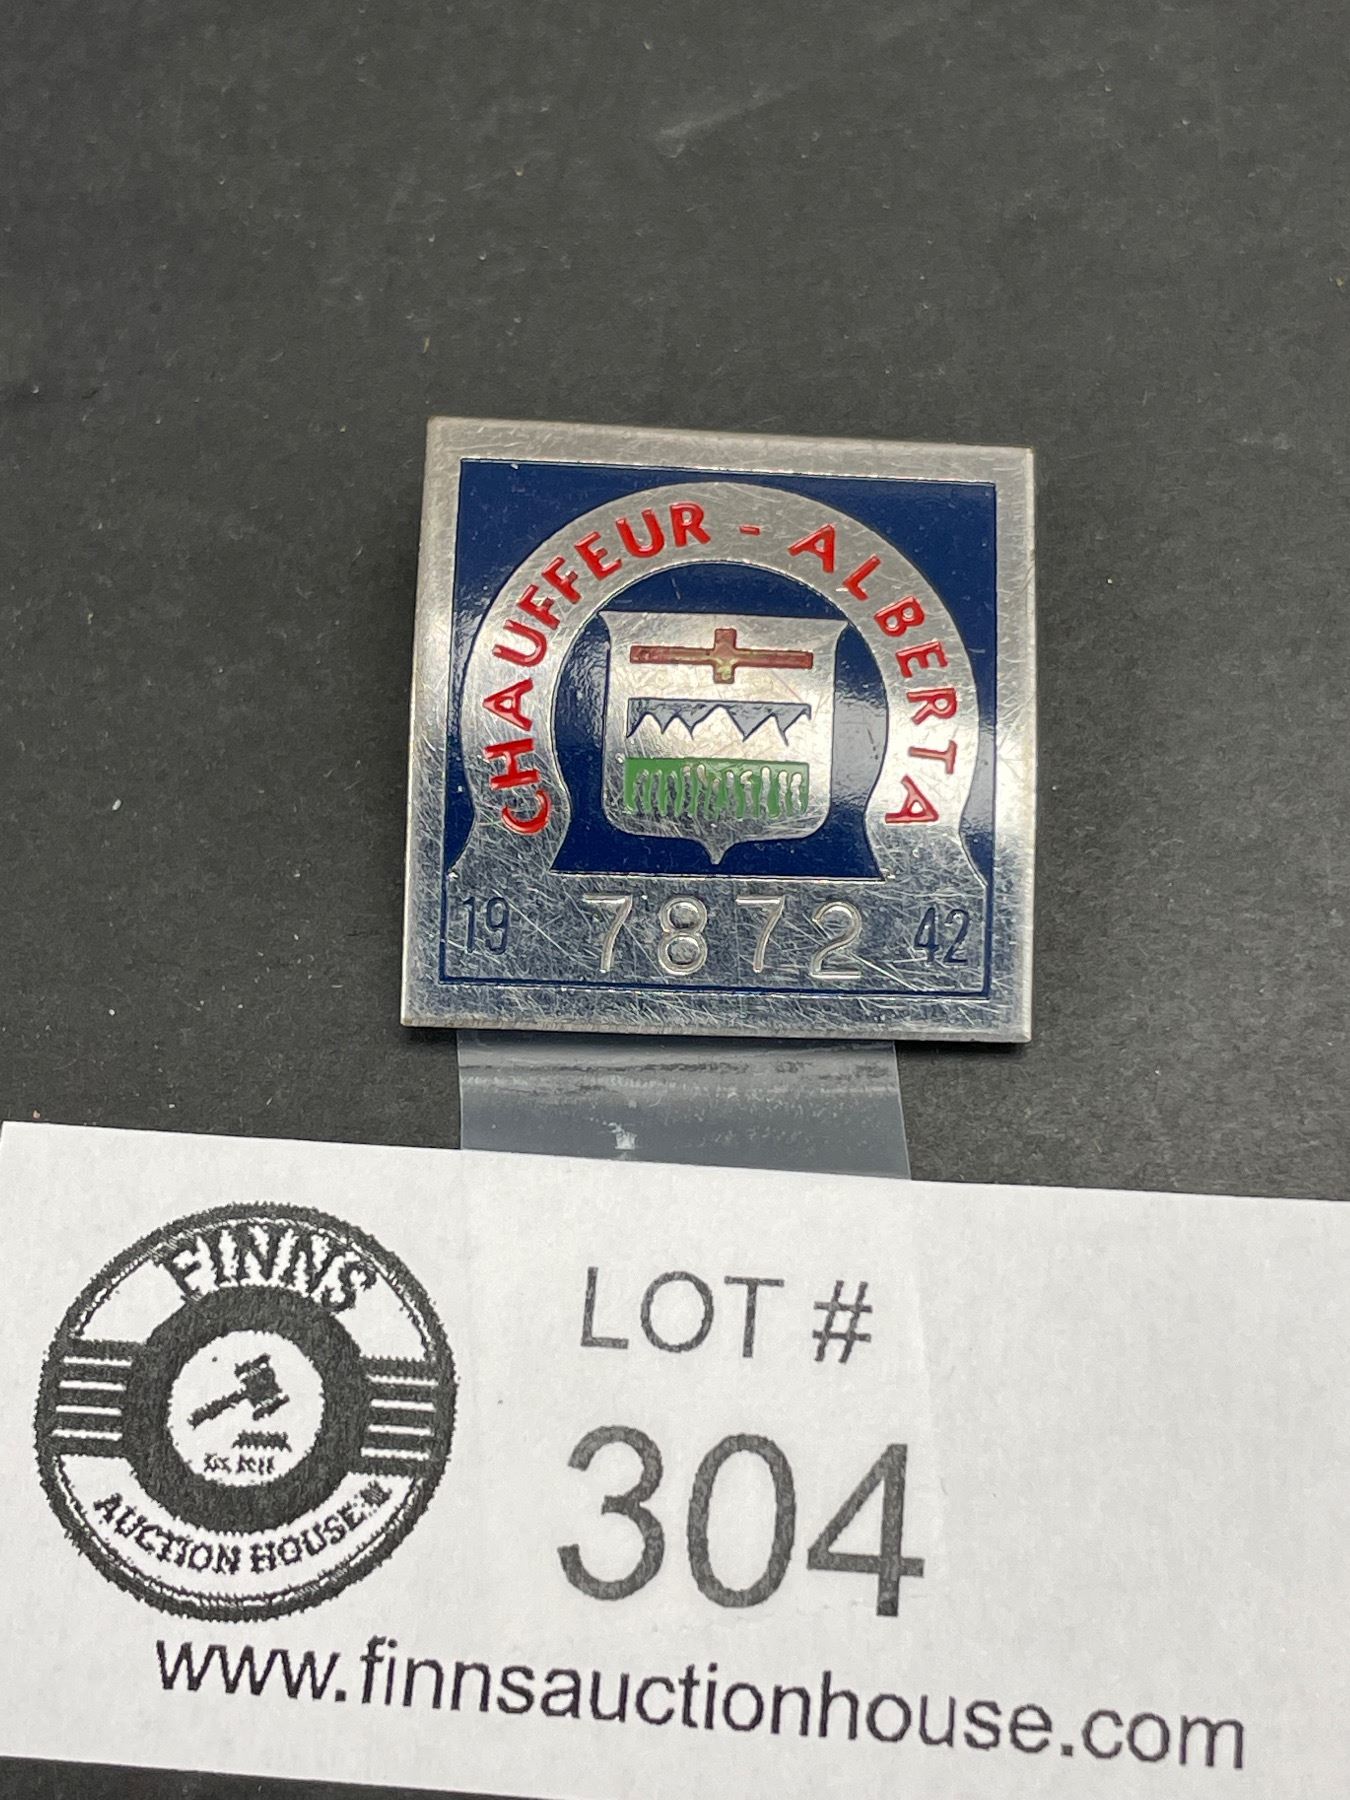 CHAUFFEUR - ALBERTA
19 7872 42
FINNS
AUCTION HOUSE
LOT #
304
www.finnsauctionhouse.com